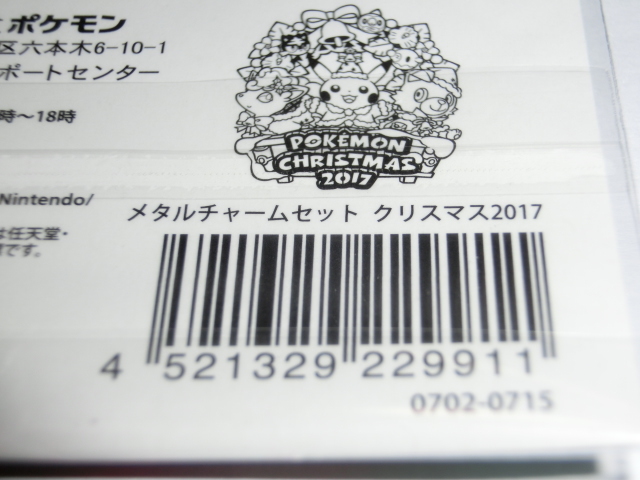 ポケモン
区六本木6-10-1
ポートセンター
時～18時
POKÉMON
CHRISTMAS
2017
Nintendo/
メタルチャームセット クリスマス2017
は任天堂・
です。
4 521329 229911
0702-0715